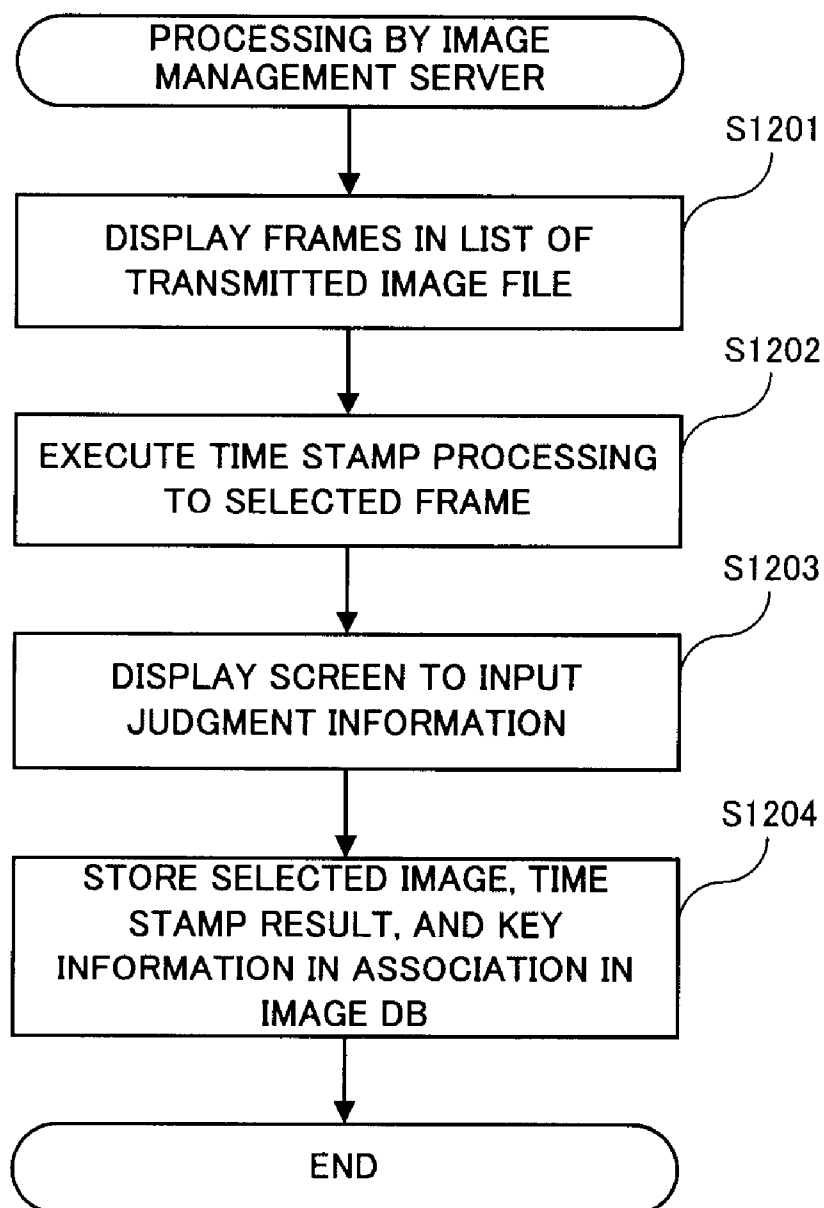 PROCESSING BY IMAGE
MANAGEMENT SERVER
S1201
DISPLAY FRAMES IN LIST OF
TRANSMITTED IMAGE FILE
S1202
EXECUTE TIME STAMP PROCESSING
TO SELECTED FRAME
S1203
DISPLAY SCREEN TO INPUT
JUDGMENT INFORMATION
S1204
STORE SELECTED IMAGE, TIME
STAMP RESULT, AND KEY
INFORMATION IN ASSOCIATION IN
IMAGE DB
END